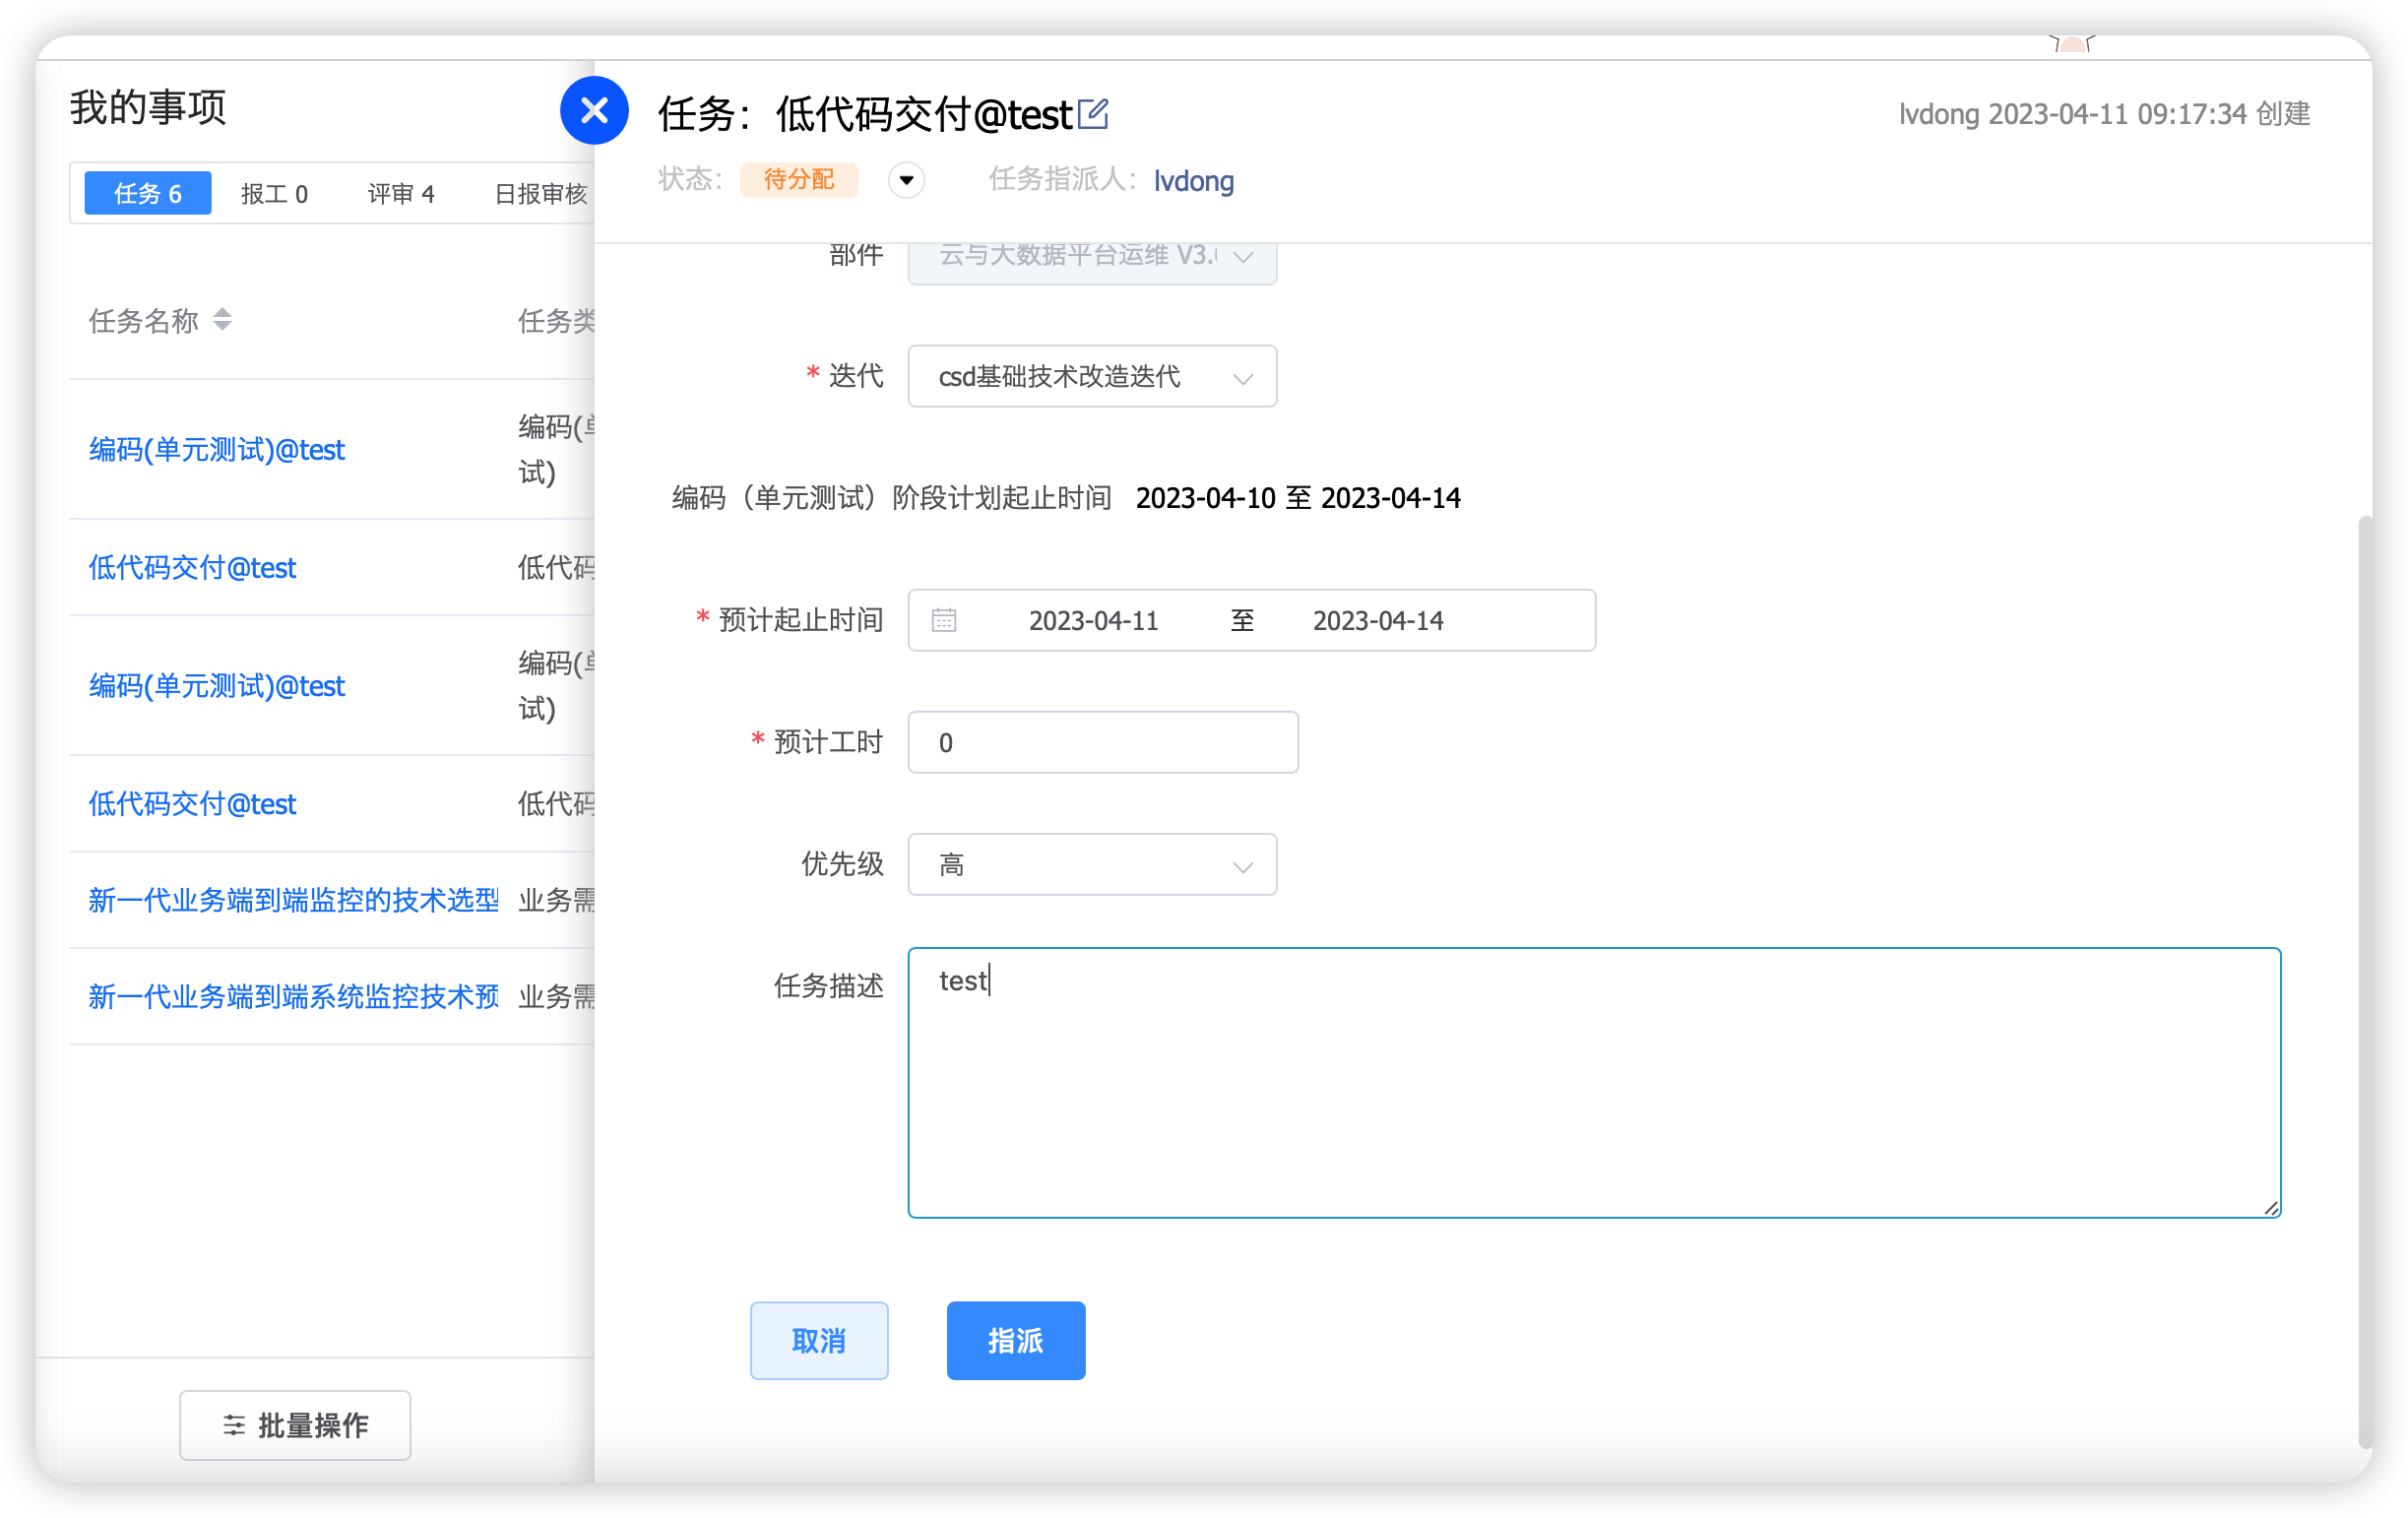 我的事项
任务 6 报工 0 评审 4 日报审核
任务名称 任务类
编码(单元测试)@test 编码(单
试)
低代码交付@test 低代码
编码(单元测试)@test 编码(单
试)
低代码交付@test 低代码
新一代业务端到端监控的技术选型 业务需
新一代业务端到端系统监控技术预 业务需
批量操作
任务：低代码交付@test
lvdong 2023-04-11 09:17:34 创建
状态： 待分配 任务指派人： lvdong
部件 云与大数据平台运维 V3.
* 迭代 csd基础技术改造迭代
编码（单元测试）阶段计划起止时间 2023-04-10 至 2023-04-14
* 预计起止时间 2023-04-11 至 2023-04-14
* 预计工时 0
优先级 高
任务描述 test
取消 指派